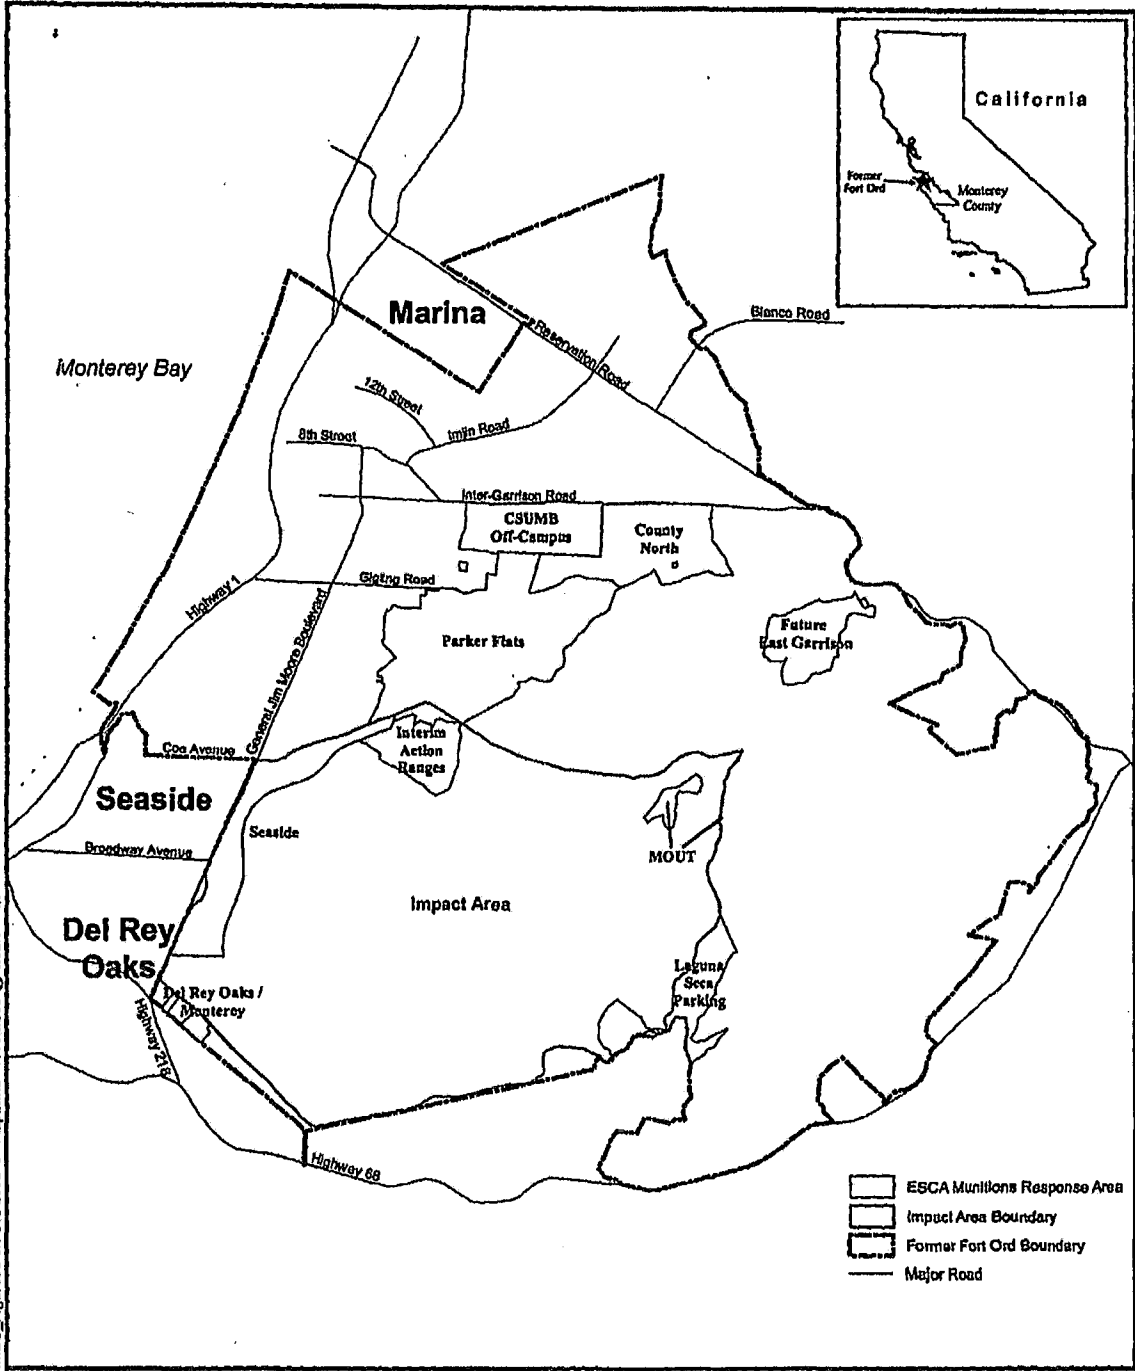 California
Former
Fort Ord
Monterey
County
Marina
Blanco Road
Reservation Road
Monterey Bay
12th Street
Imjin Road
8th Street
Inter-Garrison Road
CSUMB
Off-Campus
County
North
Gigling Road
Highway 1
General Jim Moore Boulevard
Parker Flats
Future
East Garrison
Interim
Action
Ranges
Coe Avenue
Seaside
Seaside
Broadway Avenue
MOUT
Impact Area
Del Rey
Oaks
Laguna
Seca
Parking
Del Rey Oaks /
Monterey
Highway 218
Highway 68
ESCA Munitions Response Area
Impact Area Boundary
Former Fort Ord Boundary
Major Road